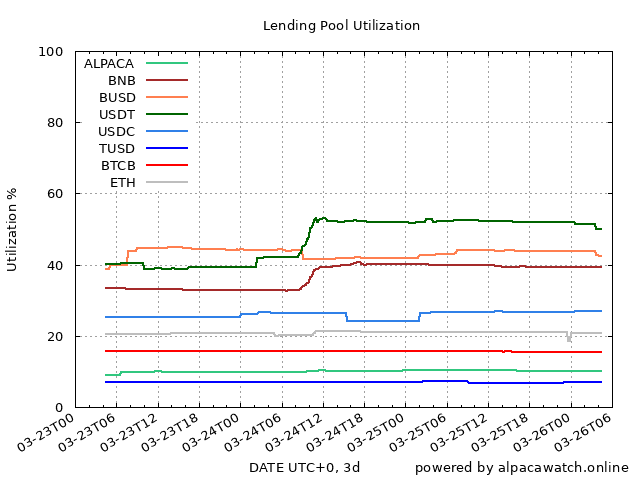 Lending Pool Utilization
100
80
60
40
20
0
Utilization %
ALPACA
BNB
BUSD
USDT
USDC
TUSD
BTCB
ETH
03-23T00
03-23T06
03-23T12
03-23T18
03-24T00
03-24T06
03-24T12
03-24T18
03-25T00
03-25T06
03-25T12
03-25T18
03-26T00
03-26T06
DATE UTC+0, 3d
powered by alpacawatch.online